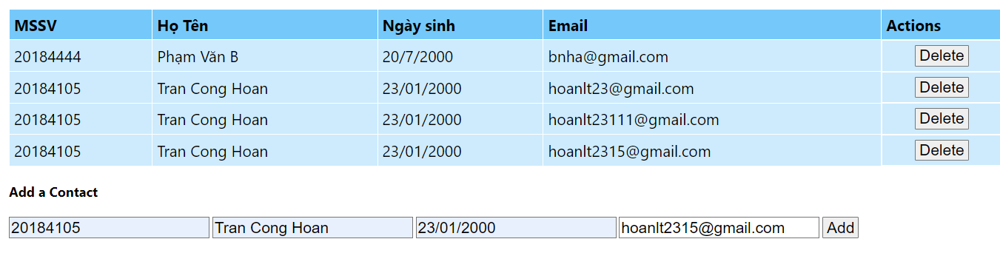 MSSV Họ Tên Ngày sinh Email Actions
20184444 Phạm Văn B 20/7/2000 bnha@gmail.com Delete
20184105 Tran Cong Hoan 23/01/2000 hoanlt23@gmail.com Delete
20184105 Tran Cong Hoan 23/01/2000 hoanlt23111@gmail.com Delete
20184105 Tran Cong Hoan 23/01/2000 hoanlt2315@gmail.com Delete
Add a Contact
20184105 Tran Cong Hoan 23/01/2000 hoanlt2315@gmail.com Add